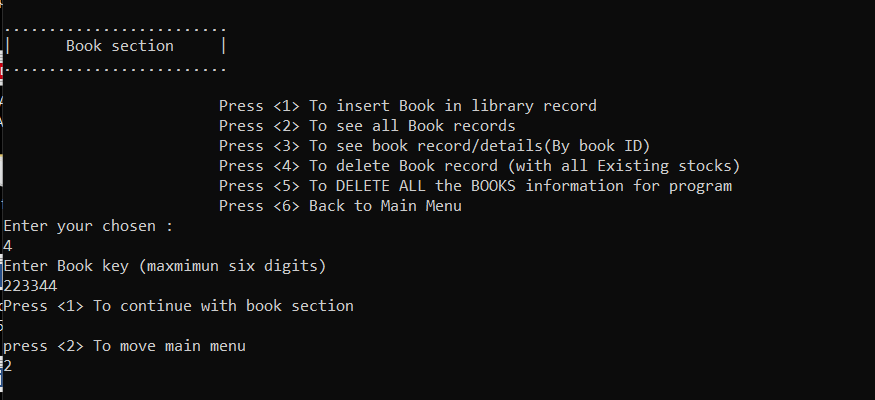 .........................
|      Book section     |
.........................
Press <1> To insert Book in library record
Press <2> To see all Book records
Press <3> To see book record/details(By book ID)
Press <4> To delete Book record (with all Existing stocks)
Press <5> To DELETE ALL the BOOKS information for program
Press <6> Back to Main Menu
Enter your chosen :
4
Enter Book key (maxmimun six digits)
223344
Press <1> To continue with book section
press <2> To move main menu
2